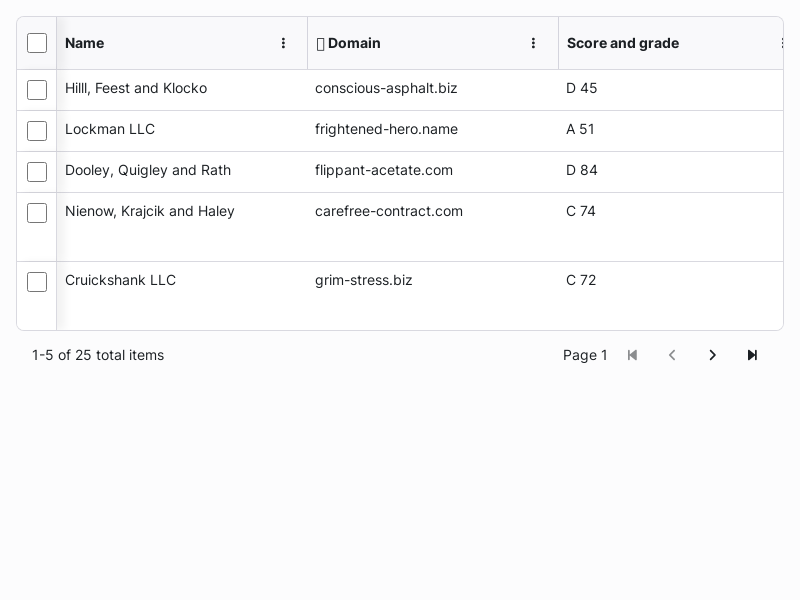 Name Domain Score and grade
Hilll, Feest and Klocko conscious-asphalt.biz D 45
Lockman LLC frightened-hero.name A 51
Dooley, Quigley and Rath flippant-acetate.com D 84
Nienow, Krajcik and Haley carefree-contract.com C 74
Cruickshank LLC grim-stress.biz C 72
1-5 of 25 total items Page 1